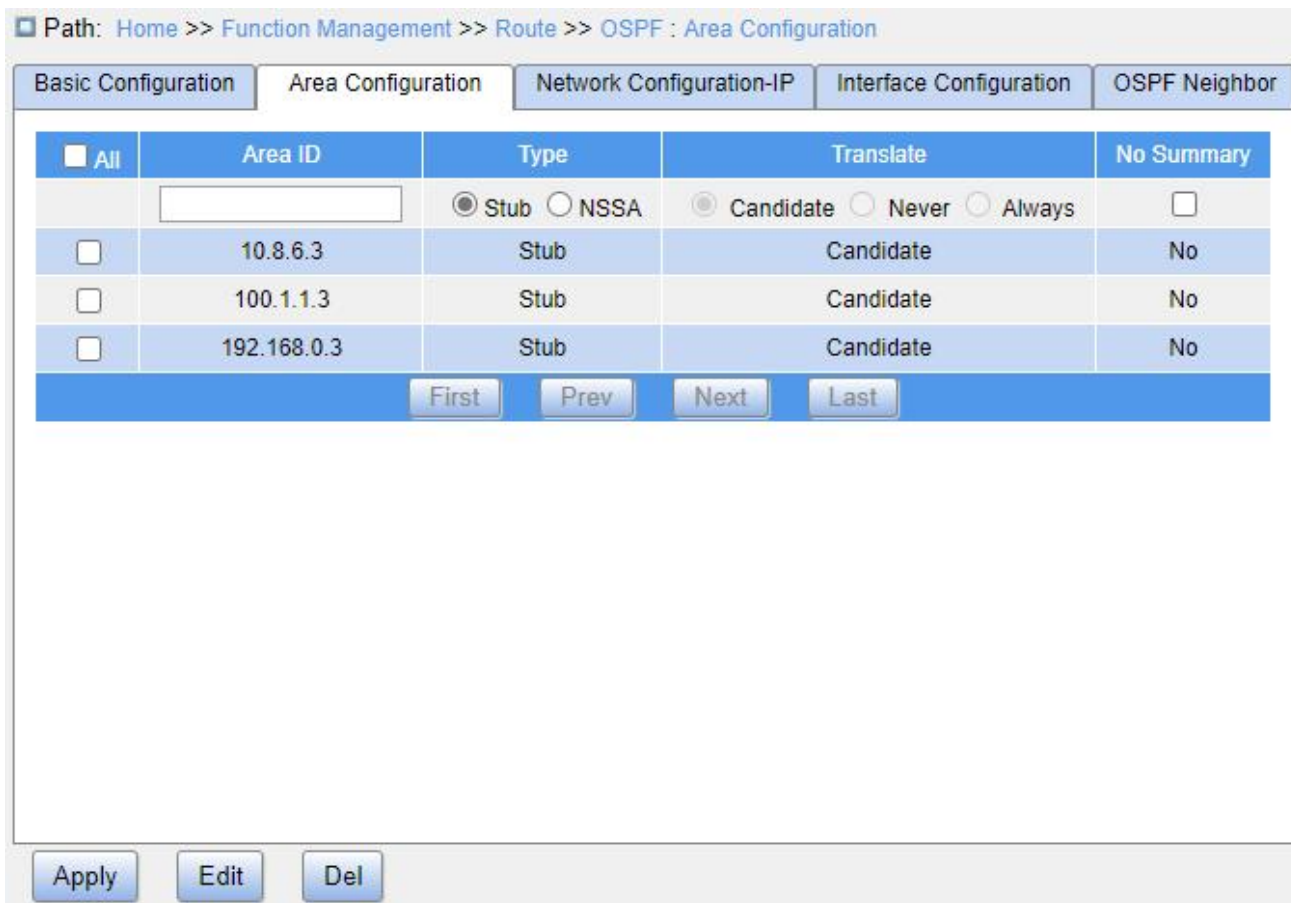 Path: Home >> Function Management >> Route >> OSPF : Area Configuration
Basic Configuration Area Configuration Network Configuration-IP Interface Configuration OSPF Neighbor
All Area ID Type Translate No Summary
Stub NSSA Candidate Never Always
10.8.6.3 Stub Candidate No
100.1.1.3 Stub Candidate No
192.168.0.3 Stub Candidate No
First Prev Next Last
Apply Edit Del